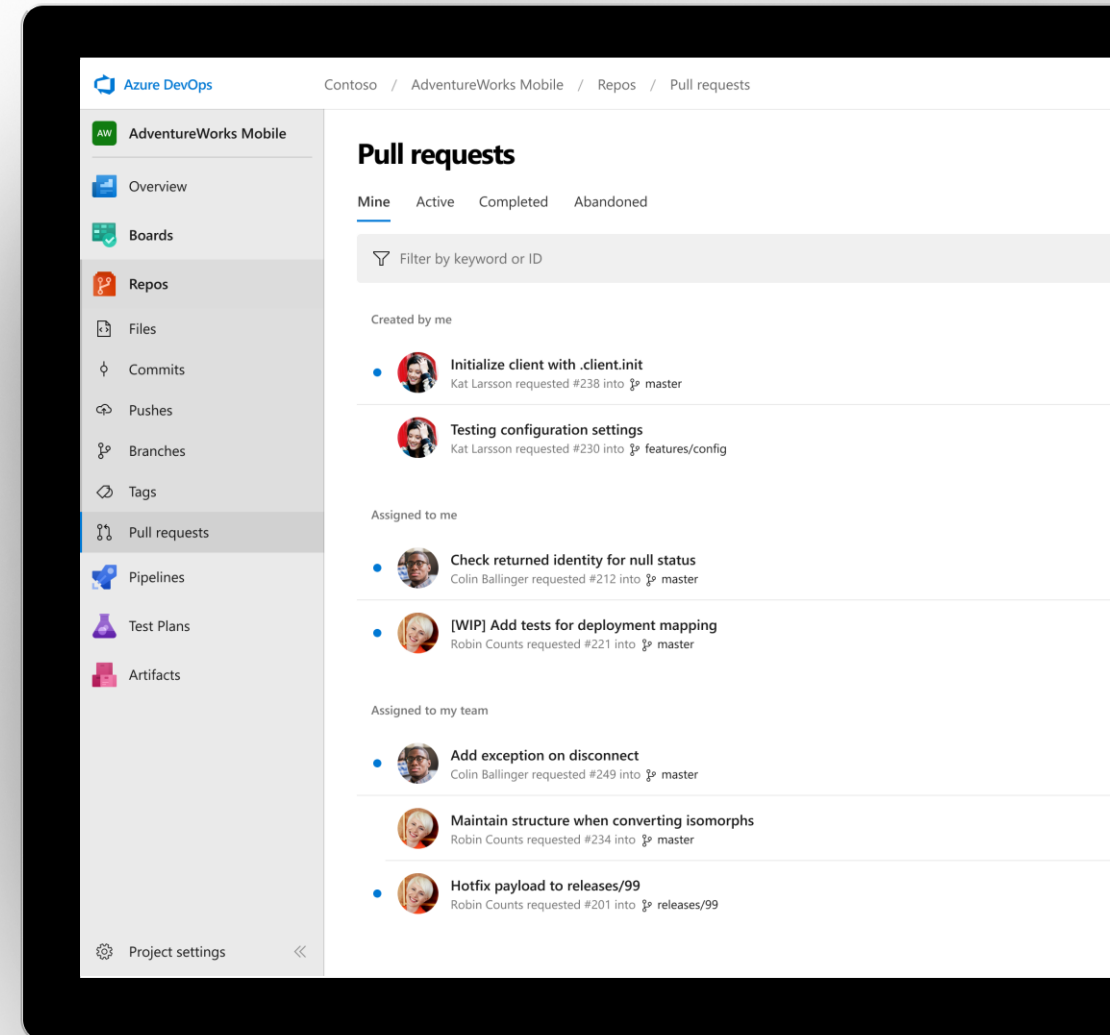 Azure DevOps
Contoso / AdventureWorks Mobile / Repos / Pull requests
AW AdventureWorks Mobile
Overview
Boards
Repos
Files
Commits
Pushes
Branches
Tags
Pull requests
Pipelines
Test Plans
Artifacts
Project settings
Pull requests
Mine Active Completed Abandoned
Filter by keyword or ID
Created by me
Initialize client with .client.init
Kat Larsson requested #238 into master
Testing configuration settings
Kat Larsson requested #230 into features/config
Assigned to me
Check returned identity for null status
Colin Ballinger requested #212 into master
[WIP] Add tests for deployment mapping
Robin Counts requested #221 into master
Assigned to my team
Add exception on disconnect
Colin Ballinger requested #249 into master
Maintain structure when converting isomorphs
Robin Counts requested #234 into master
Hotfix payload to releases/99
Robin Counts requested #201 into releases/99